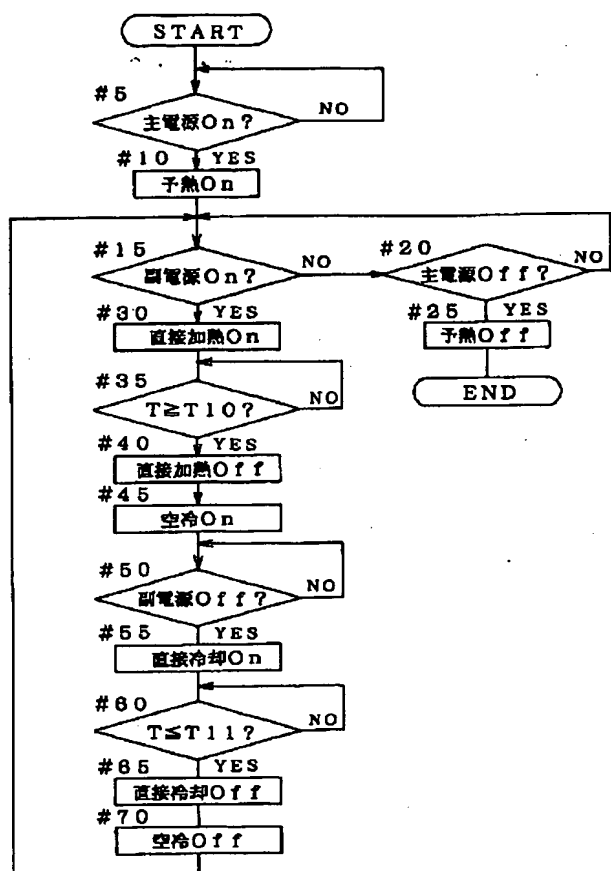 START
#5
主電源On?
NO
#10
YES
予熱On
#15
副電源On?
NO
#20
主電源Off?
NO
#25
YES
予熱Off
END
#30
YES
直接加熱On
#35
T≧T10?
NO
#40
YES
直接加熱Off
#45
空冷On
#50
副電源Off?
NO
#55
YES
直接冷却On
#60
T≦T11?
NO
#65
YES
直接冷却Off
#70
空冷Off